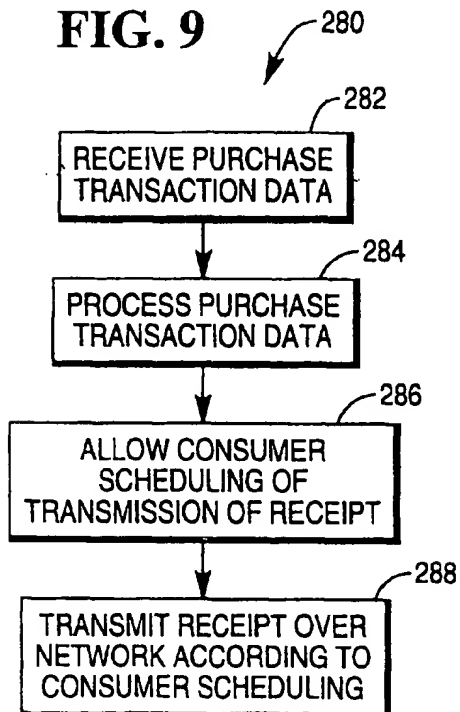 FIG. 9
280
282
RECEIVE PURCHASE
TRANSACTION DATA
284
PROCESS PURCHASE
TRANSACTION DATA
286
ALLOW CONSUMER
SCHEDULING OF
TRANSMISSION OF RECEIPT
288
TRANSMIT RECEIPT OVER
NETWORK ACCORDING TO
CONSUMER SCHEDULING